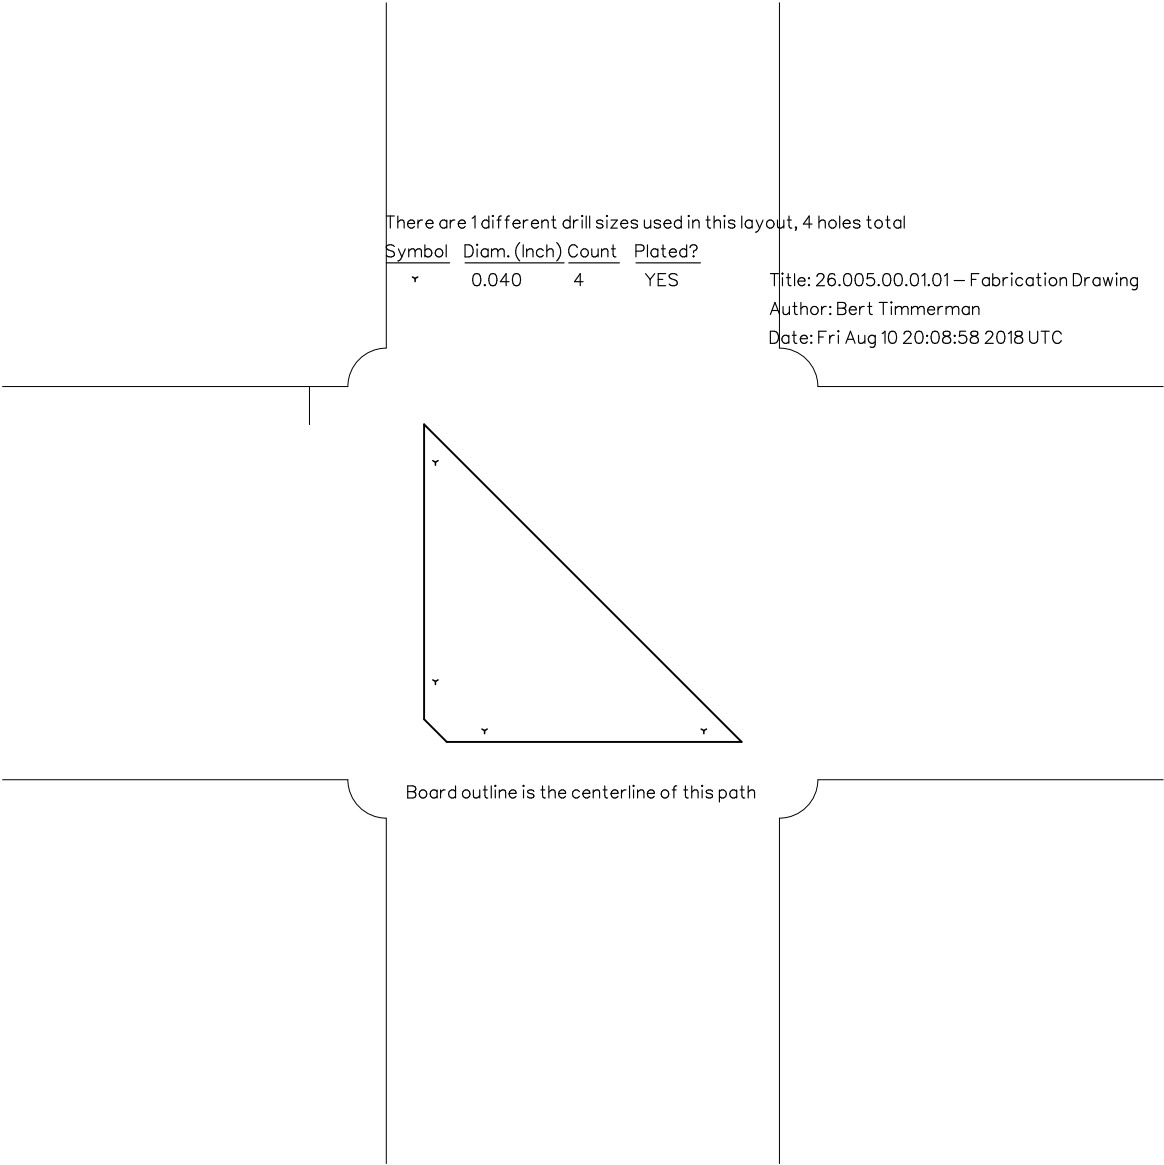 There are 1 different drill sizes used in this layout, 4 holes total
Symbol Diam. (Inch) Count Plated?
0.040 4 YES
Title: 26.005.00.01.01 — Fabrication Drawing
Author: Bert Timmerman
Date: Fri Aug 10 20:08:58 2018 UTC
Board outline is the centerline of this path